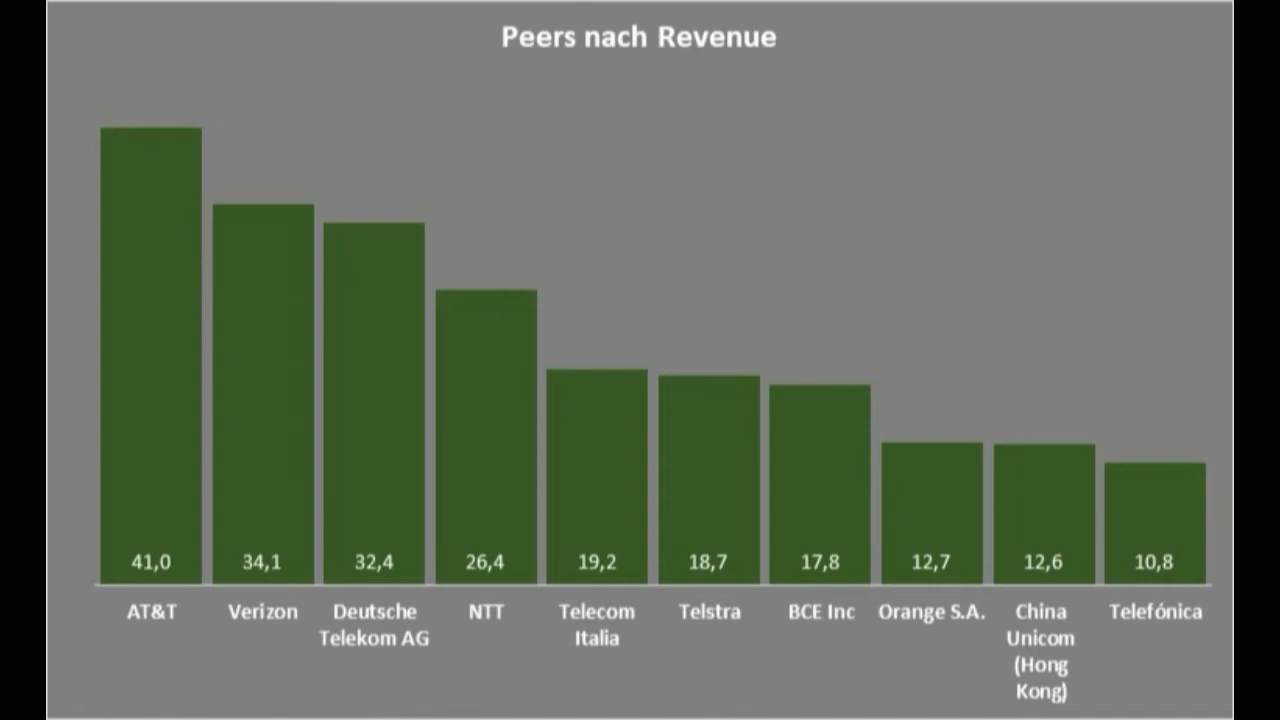 Peers nach Revenue
41,0
34,1
32,4
26,4
19,2
18,7
17,8
12,7
12,6
10,8
AT&T
Verizon
Deutsche
Telekom AG
NTT
Telecom
Italia
Telstra
BCE Inc
Orange S.A.
China
Unicom
(Hong
Kong)
Telefónica